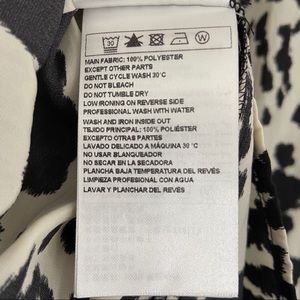 30
W
MAIN FABRIC: 100% POLYESTER
EXCEPT OTHER PARTS
GENTLE CYCLE WASH 30°C
DO NOT BLEACH
DO NOT TUMBLE DRY
LOW IRONING ON REVERSE SIDE
PROFESSIONAL WASH WITH WATER
WASH AND IRON INSIDE OUT
TEJIDO PRINCIPAL: 100% POLIÉSTER
EXCEPTO OTRAS PARTES
LAVADO DELICADO A MÁQUINA 30°C
NO USAR BLANQUEADOR
NO SECAR EN LA SECADORA
PLANCHA BAJA TEMPERATURA DEL REVÉS
LIMPIEZA PROFESIONAL CON AGUA
LAVAR Y PLANCHAR DEL REVÉS